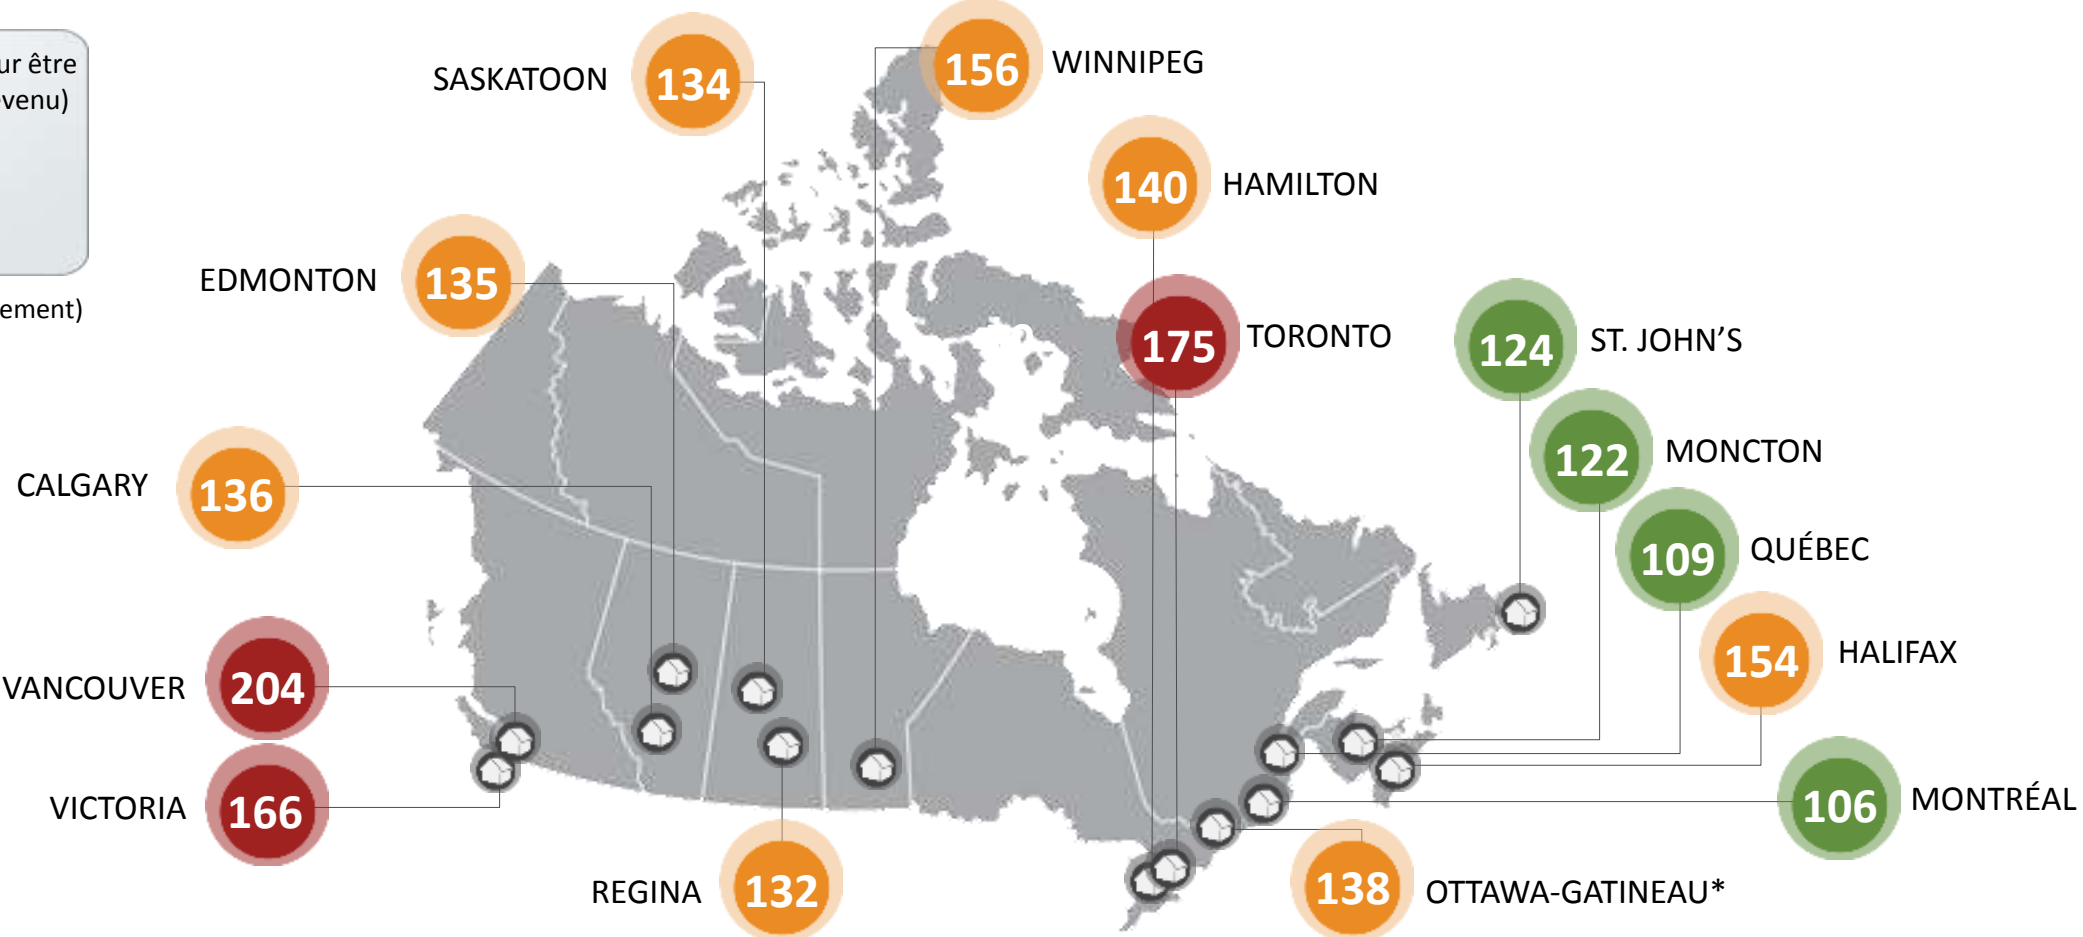 ur être
evenu)
ement)
SASKATOON 134
156 WINNIPEG
140 HAMILTON
EDMONTON 135
175 TORONTO
124 ST. JOHN’S
122 MONCTON
CALGARY 136
109 QUÉBEC
154 HALIFAX
VANCOUVER 204
VICTORIA 166
106 MONTRÉAL
REGINA 132
138 OTTAWA-GATINEAU*